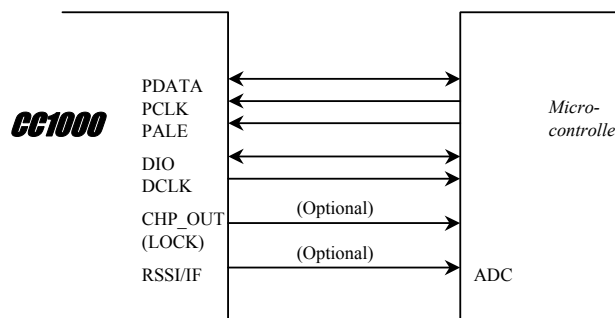 PDATA
PCLK
PALE
CC1000
DIO
DCLK
CHP_OUT
(LOCK)
RSSI/IF
(Optional)
(Optional)
Micro-
controlle
ADC